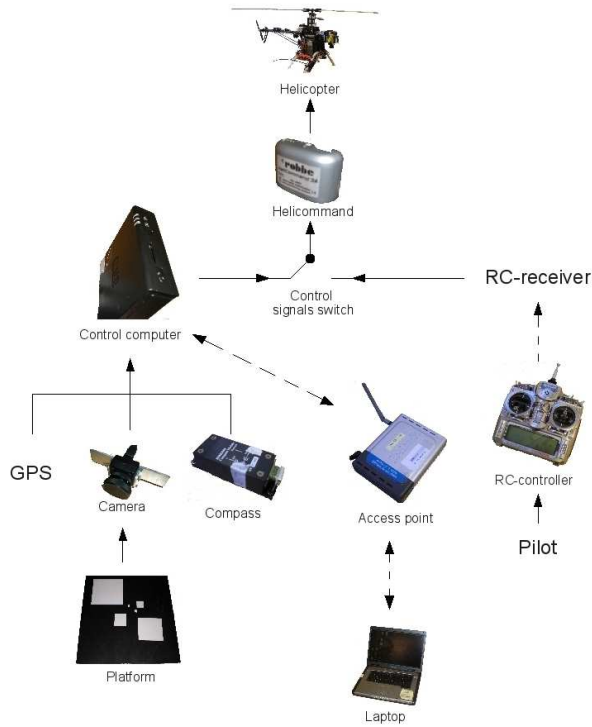 Helicopter
robbe
Helicommand
Control
signals switch
RC-receiver
Control computer
GPS
Camera
Compass
Access point
RC-controller
Pilot
Platform
Laptop